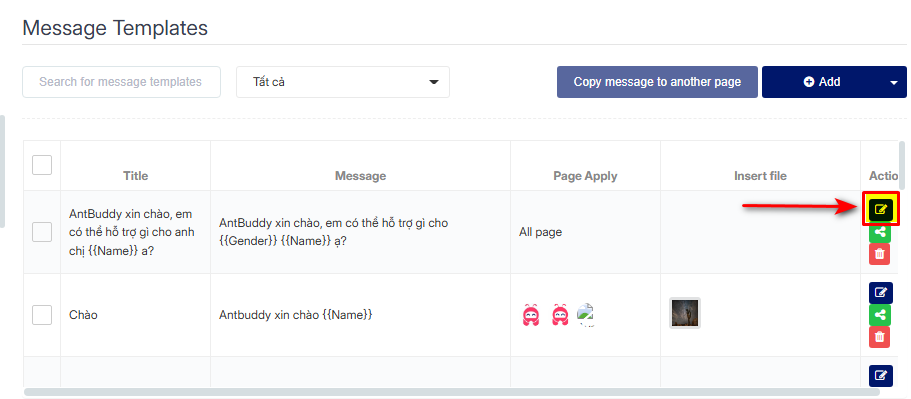 Message Templates
Search for message templates
Tất cả
Copy message to another page
Add
Title
Message
Page Apply
Insert file
Actio
AntBuddy xin chào, em
có thể hỗ trợ gì cho anh
chị {{Name}} ạ?
AntBuddy xin chào, em có thể hỗ trợ gì cho
{{Gender}} {{Name}} ạ?
All page
Chào
Antbuddy xin chào {{Name}}